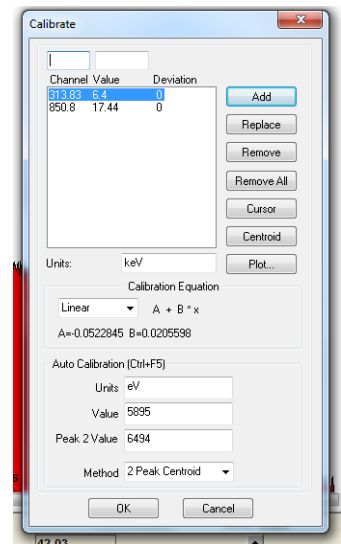 Calibrate
Channel Value Deviation
313.83 6.4 0
850.8 17.44 0
Add
Replace
Remove
Remove All
Cursor
Centroid
Units: keV Plot...
Calibration Equation
Linear A + B * x
A=-0.0522845 B=0.0205598
Auto Calibration (Ctrl+F5)
Units eV
Value 5895
Peak 2 Value 6494
Method 2 Peak Centroid
OK Cancel
42.03